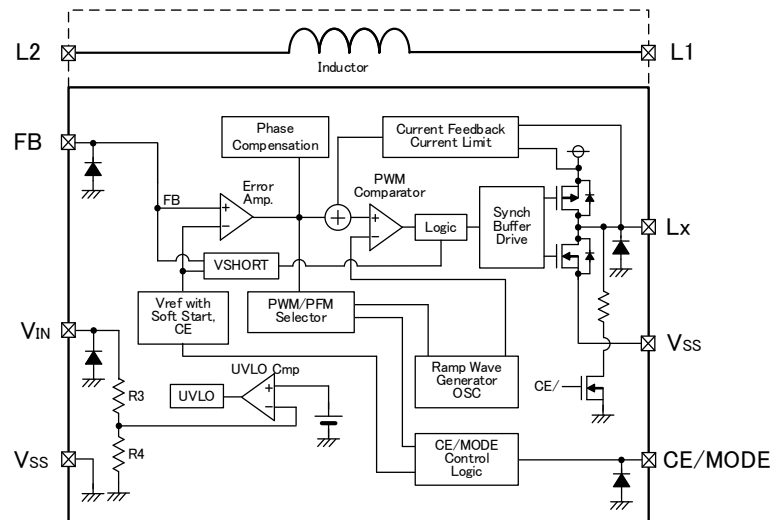 L2
L1
Inductor
FB
Phase
Compensation
Current Feedback
Current Limit
Error
Amp.
PWM
Comparator
FB
Logic
Synch
Buffer
Drive
Lx
VSHORT
Vref with
Soft Start,
CE
PWM/PFM
Selector
VIN
VSS
UVLO Cmp
Ramp Wave
Generator
OSC
CE/
R3
UVLO
R4
CE/MODE
Control
Logic
VSS
CE/MODE